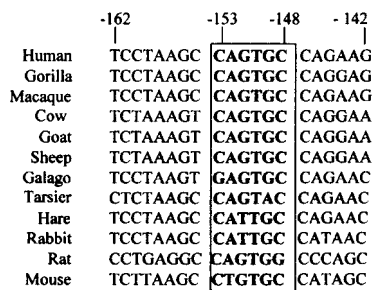 -162 -153 -148 - 142
Human TCCTAAGC CAGTGC CAGAAG
Gorilla TCCTAAGC CAGTGC CAGGAG
Macaque TCCTAAGC CAGTGC CAGGAG
Cow TCTAAAGT CAGTGC CAGGAA
Goat TCTAAAGT CAGTGC CAGGAA
Sheep TCTAAAGT CAGTGC CAGGAA
Galago TCCTAAGT GAGTGC CAGAAC
Tarsier CTCTAAGC CAGTAC CAGAAC
Hare TCCTAAGC CATTGC CAGAAC
Rabbit TCCTAAGC CATTGC CATAAC
Rat CCTGAGGC CAGTGG CCCAGC
Mouse TCTTAAGC CTGTGC CATAGC